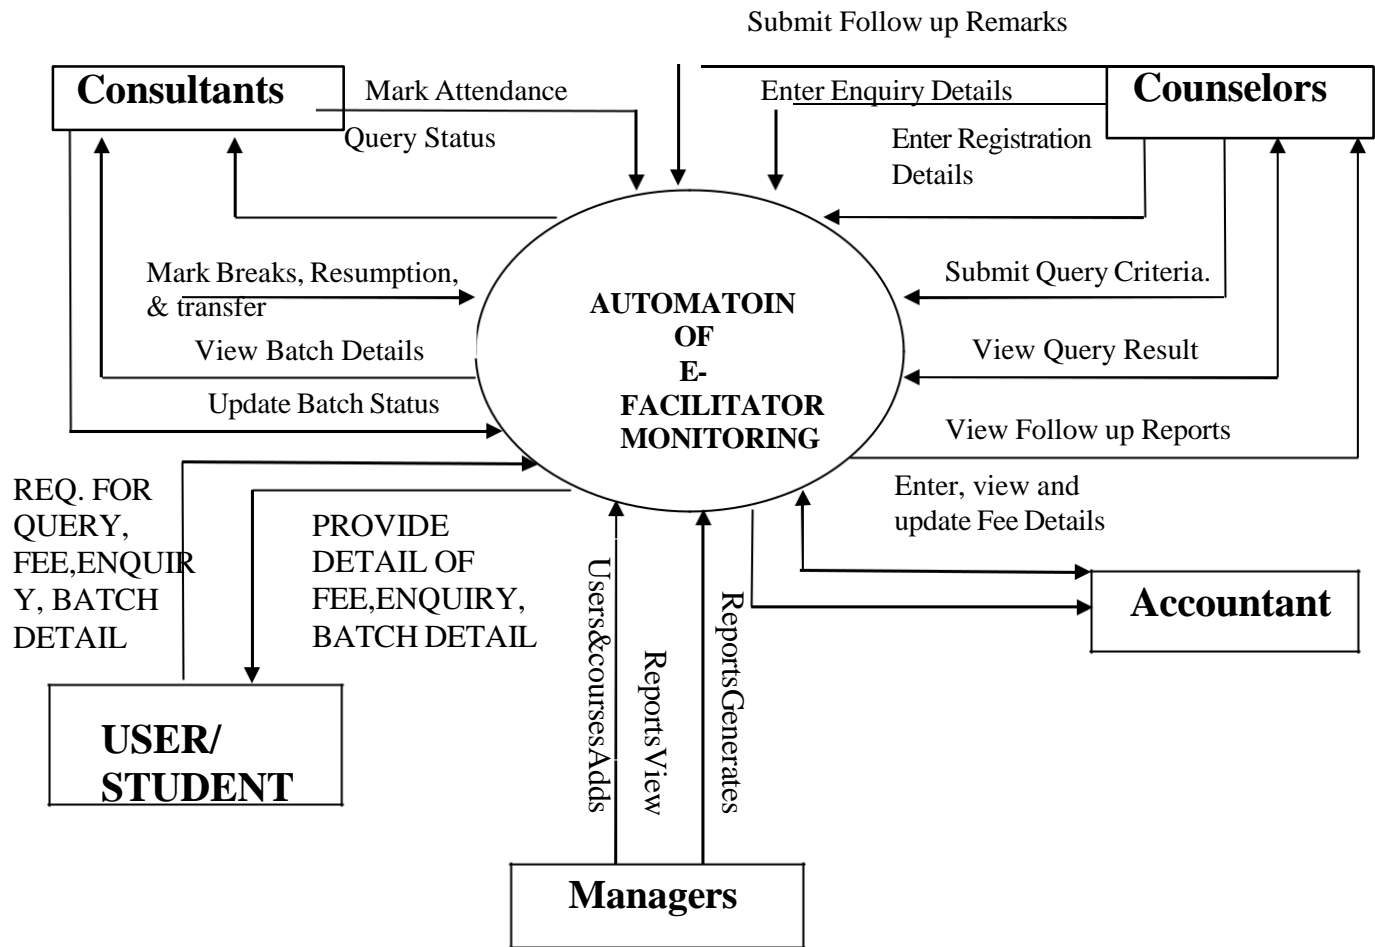 Submit Follow up Remarks
Consultants
Mark Attendance
Enter Enquiry Details
Counselors
Query Status
Enter Registration
Details
Mark Breaks, Resumption,
& transfer
Submit Query Criteria.
AUTOMATOIN
OF
E-
FACILITATOR
MONITORING
View Batch Details
View Query Result
Update Batch Status
View Follow up Reports
REQ. FOR
QUERY,
FEE,ENQUIR
Y, BATCH
DETAIL
PROVIDE
DETAIL OF
FEE,ENQUIRY,
BATCH DETAIL
Enter, view and
update Fee Details
Users&coursesAdds
ReportsView
ReportsGenerates
Accountant
USER/
STUDENT
Managers